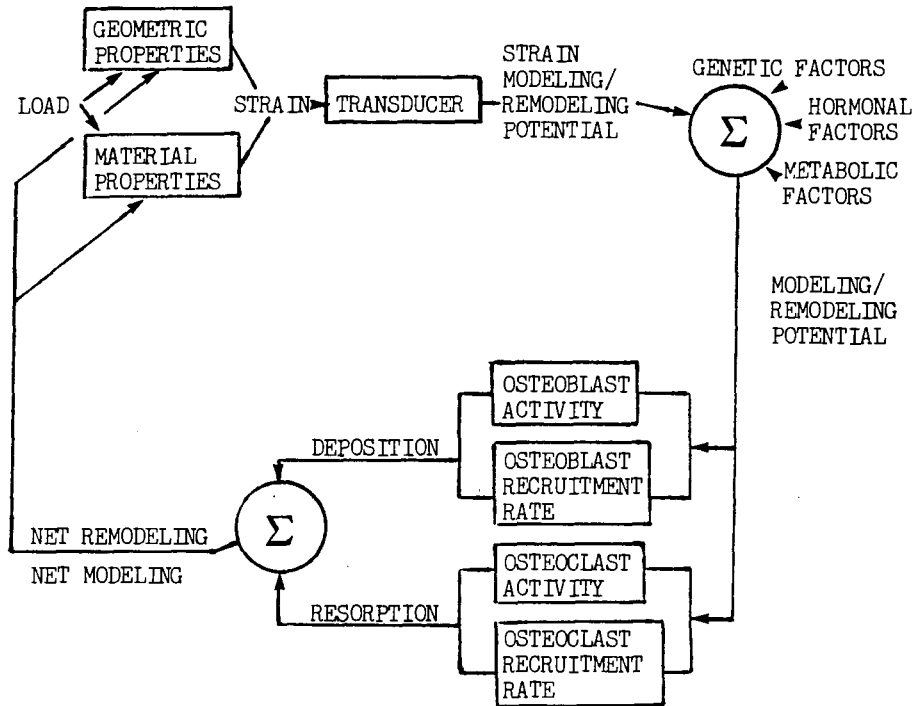 GEOMETRIC
PROPERTIES
LOAD
MATERIAL
PROPERTIES
STRAIN
TRANSDUCER
STRAIN
MODELING/
REMODELING
POTENTIAL
GENETIC FACTORS
HORMONAL
FACTORS
METABOLIC
FACTORS
Σ
MODELING/
REMODELING
POTENTIAL
OSTEOBLAST
ACTIVITY
OSTEOBLAST
RECRUITMENT
RATE
DEPOSITION
Σ
NET REMODELING
NET MODELING
RESORPTION
OSTEOCLAST
ACTIVITY
OSTEOCLAST
RECRUITMENT
RATE